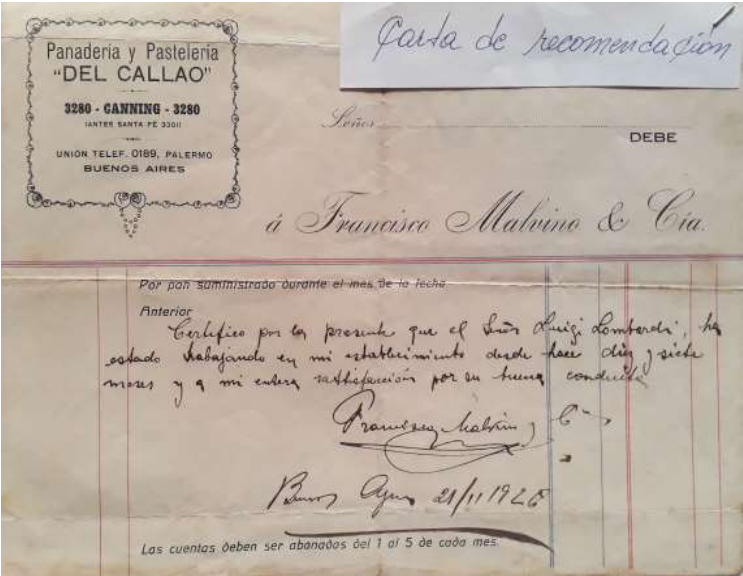 Carta de recomendación
Panadería y Pastelería
"DEL CALLAO"
3280 - CANNING - 3280
(ANTES SANTA FÉ 3301)
UNION TELEF. 0189, PALERMO
BUENOS AIRES
Señor
DEBE
á Francisco Malvino & Cía.
Por pan suministrado durante el mes de la fecha
Anterior
Certifico por la presente que el Señor Luigi Lombardi, ha
estado trabajando en mi establecimiento desde hace diez y siete
meses y a mi entera satisfacción por su buena conducta
Francisco Malvino y Cía
Buenos Ayres 21/11 1926
Las cuentas deben ser abonadas del 1 al 5 de cada mes.